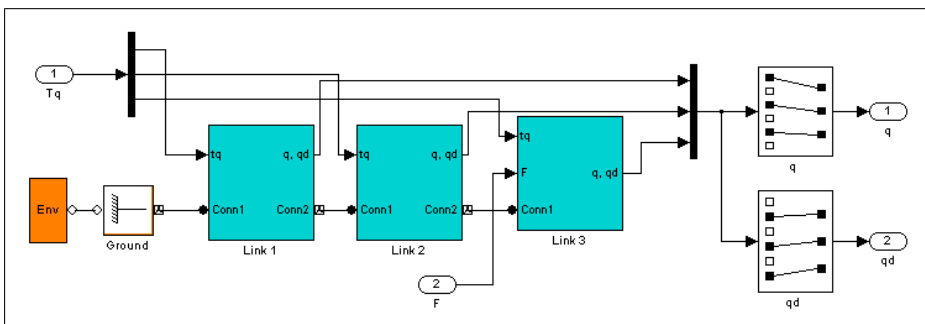 1
Tq
tq
q, qd
tq
q, qd
tq
F
q, qd
q
1
q
Env
Conn1
Conn2
Conn1
Conn2
Conn1
Ground
Link 1
Link 2
Link 3
2
F
2
qd
qd